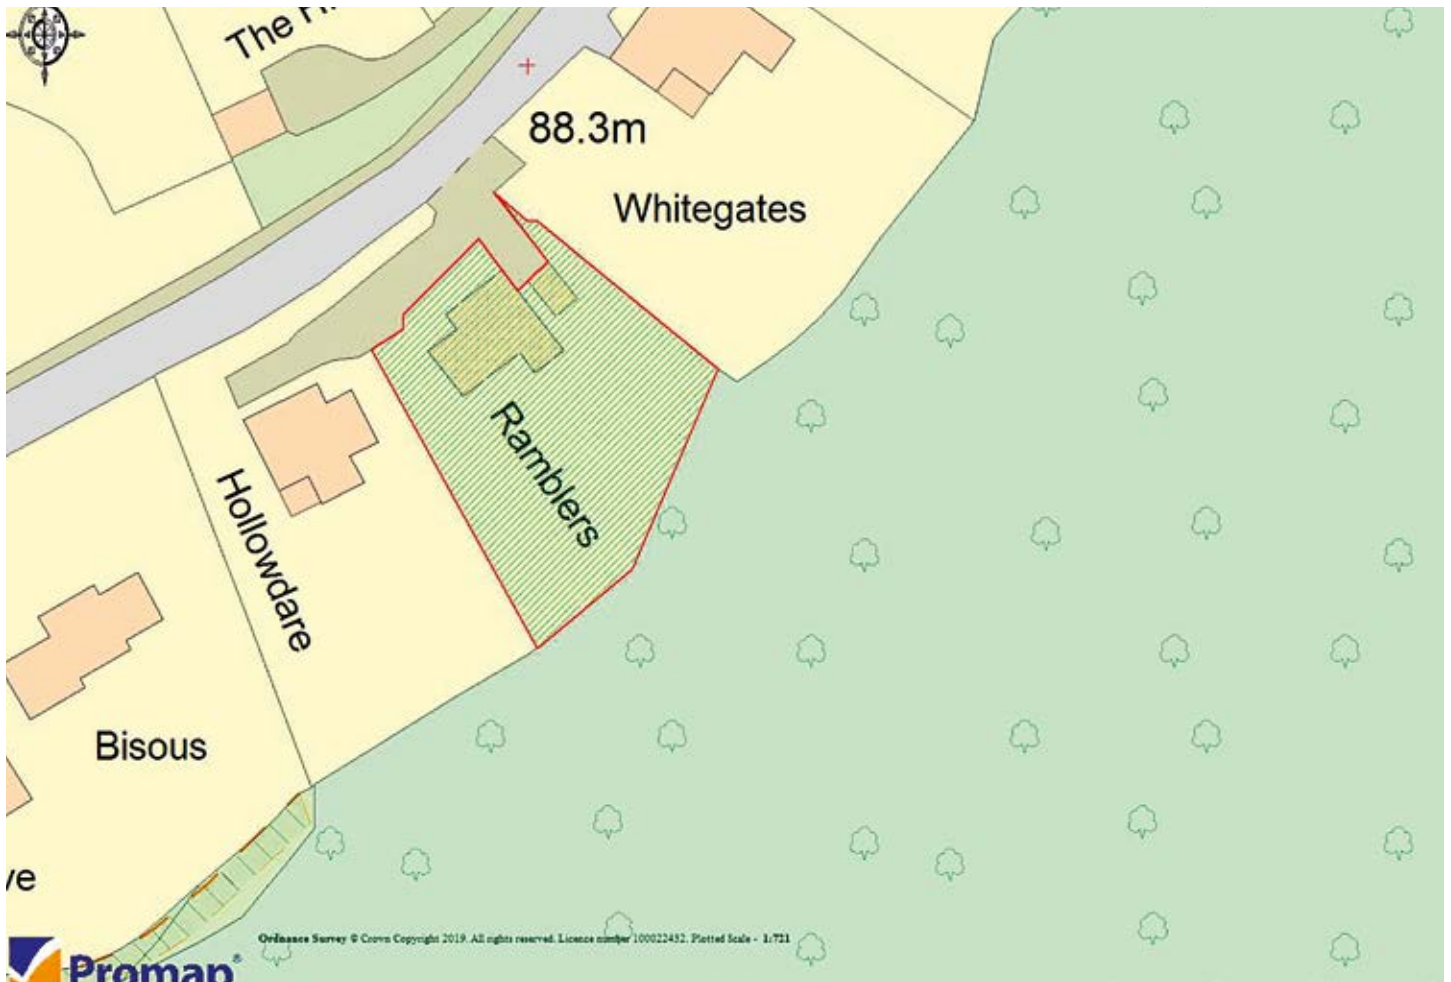 The
88.3m
Whitegates
Ramblers
Hollowdare
Bisous
Ordnance Survey © Crown Copyright 2019. All rights reserved. Licence number 100022432. Plotted Scale - 1:721
Promap®